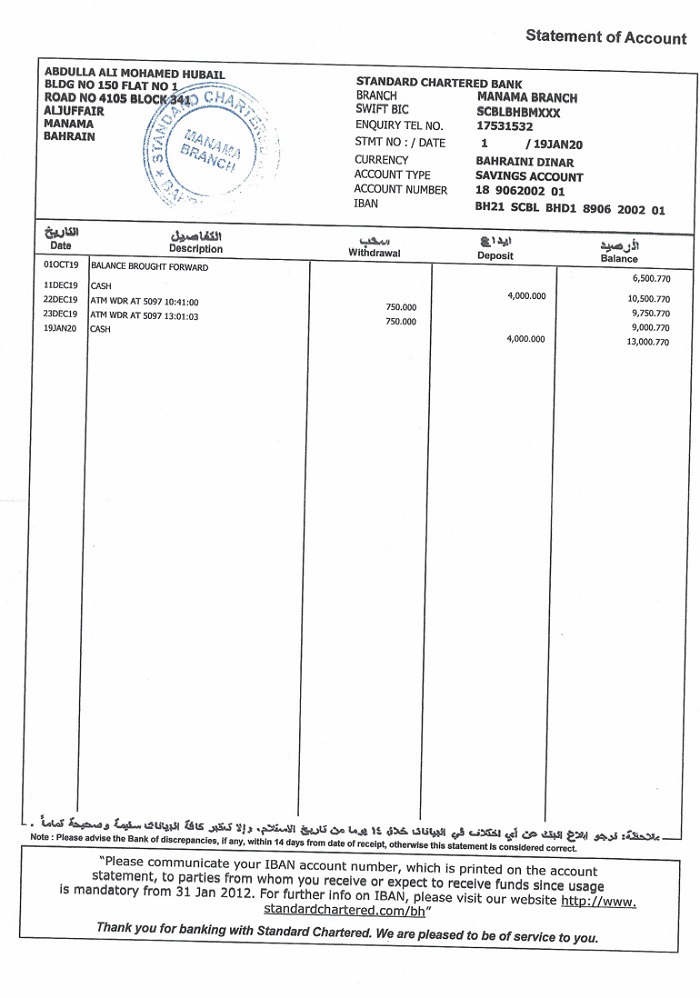 Statement of Account
ABDULLA ALI MOHAMED HUBAIL
BLDG NO 150 FLAT NO 1
ROAD NO 4105 BLOCK 341
ALJUFFAIR
MANAMA
BAHRAIN
STANDARD CHARTERED
MANAMA
BRANCH
STANDARD CHARTERED BANK
BRANCH MANAMA BRANCH
SWIFT BIC SCBLBHBMXXX
ENQUIRY TEL NO. 17531532
STMT NO : / DATE 1 / 19JAN20
CURRENCY BAHRAINI DINAR
ACCOUNT TYPE SAVINGS ACCOUNT
ACCOUNT NUMBER 18 9062002 01
IBAN BH21 SCBL BHD1 8906 2002 01
التاريخ التفاصيل سحب ايداع الرصيد
Date Description Withdrawal Deposit Balance
01OCT19 BALANCE BROUGHT FORWARD 6,500.770
11DEC19 CASH 4,000.000 10,500.770
22DEC19 ATM WDR AT 5097 10:41:00 750.000 9,750.770
23DEC19 ATM WDR AT 5097 13:01:03 750.000 9,000.770
19JAN20 CASH 4,000.000 13,000.770
ملاحظة: نرجو إبلاغ البنك عن أي اختلاف في البيانات خلال ١٤ يوما من تاريخ الاستلام، وإلا تعتبر كافة البيانات سليمة وصحيحة تماماً .
Note : Please advise the Bank of discrepancies, if any, within 14 days from date of receipt, otherwise this statement is considered correct.
“Please communicate your IBAN account number, which is printed on the account
statement, to parties from whom you receive or expect to receive funds since usage
is mandatory from 31 Jan 2012. For further info on IBAN, please visit our website http://www.
standardchartered.com/bh”
Thank you for banking with Standard Chartered. We are pleased to be of service to you.